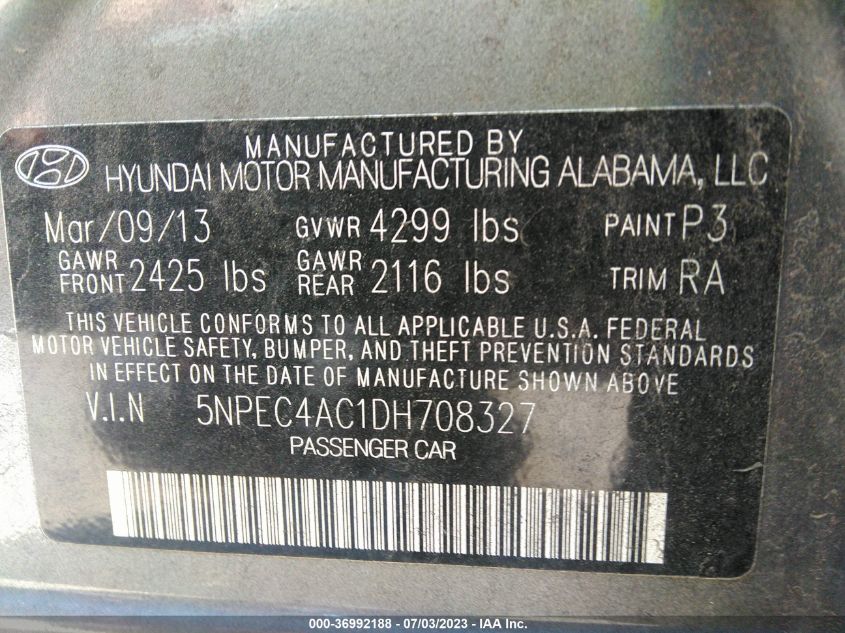 MANUFACTURED BY
HYUNDAI MOTOR MANUFACTURING ALABAMA, LLC
Mar/09/13 GVWR 4299 lbs PAINT P3
GAWR FRONT 2425 lbs GAWR REAR 2116 lbs TRIM RA
THIS VEHICLE CONFORMS TO ALL APPLICABLE U.S.A. FEDERAL
MOTOR VEHICLE SAFETY, BUMPER, AND THEFT PREVENTION STANDARDS
IN EFFECT ON THE DATE OF MANUFACTURE SHOWN ABOVE
V.I.N 5NPEC4AC1DH708327
PASSENGER CAR
000-36992188 - 07/03/2023 - IAA Inc.